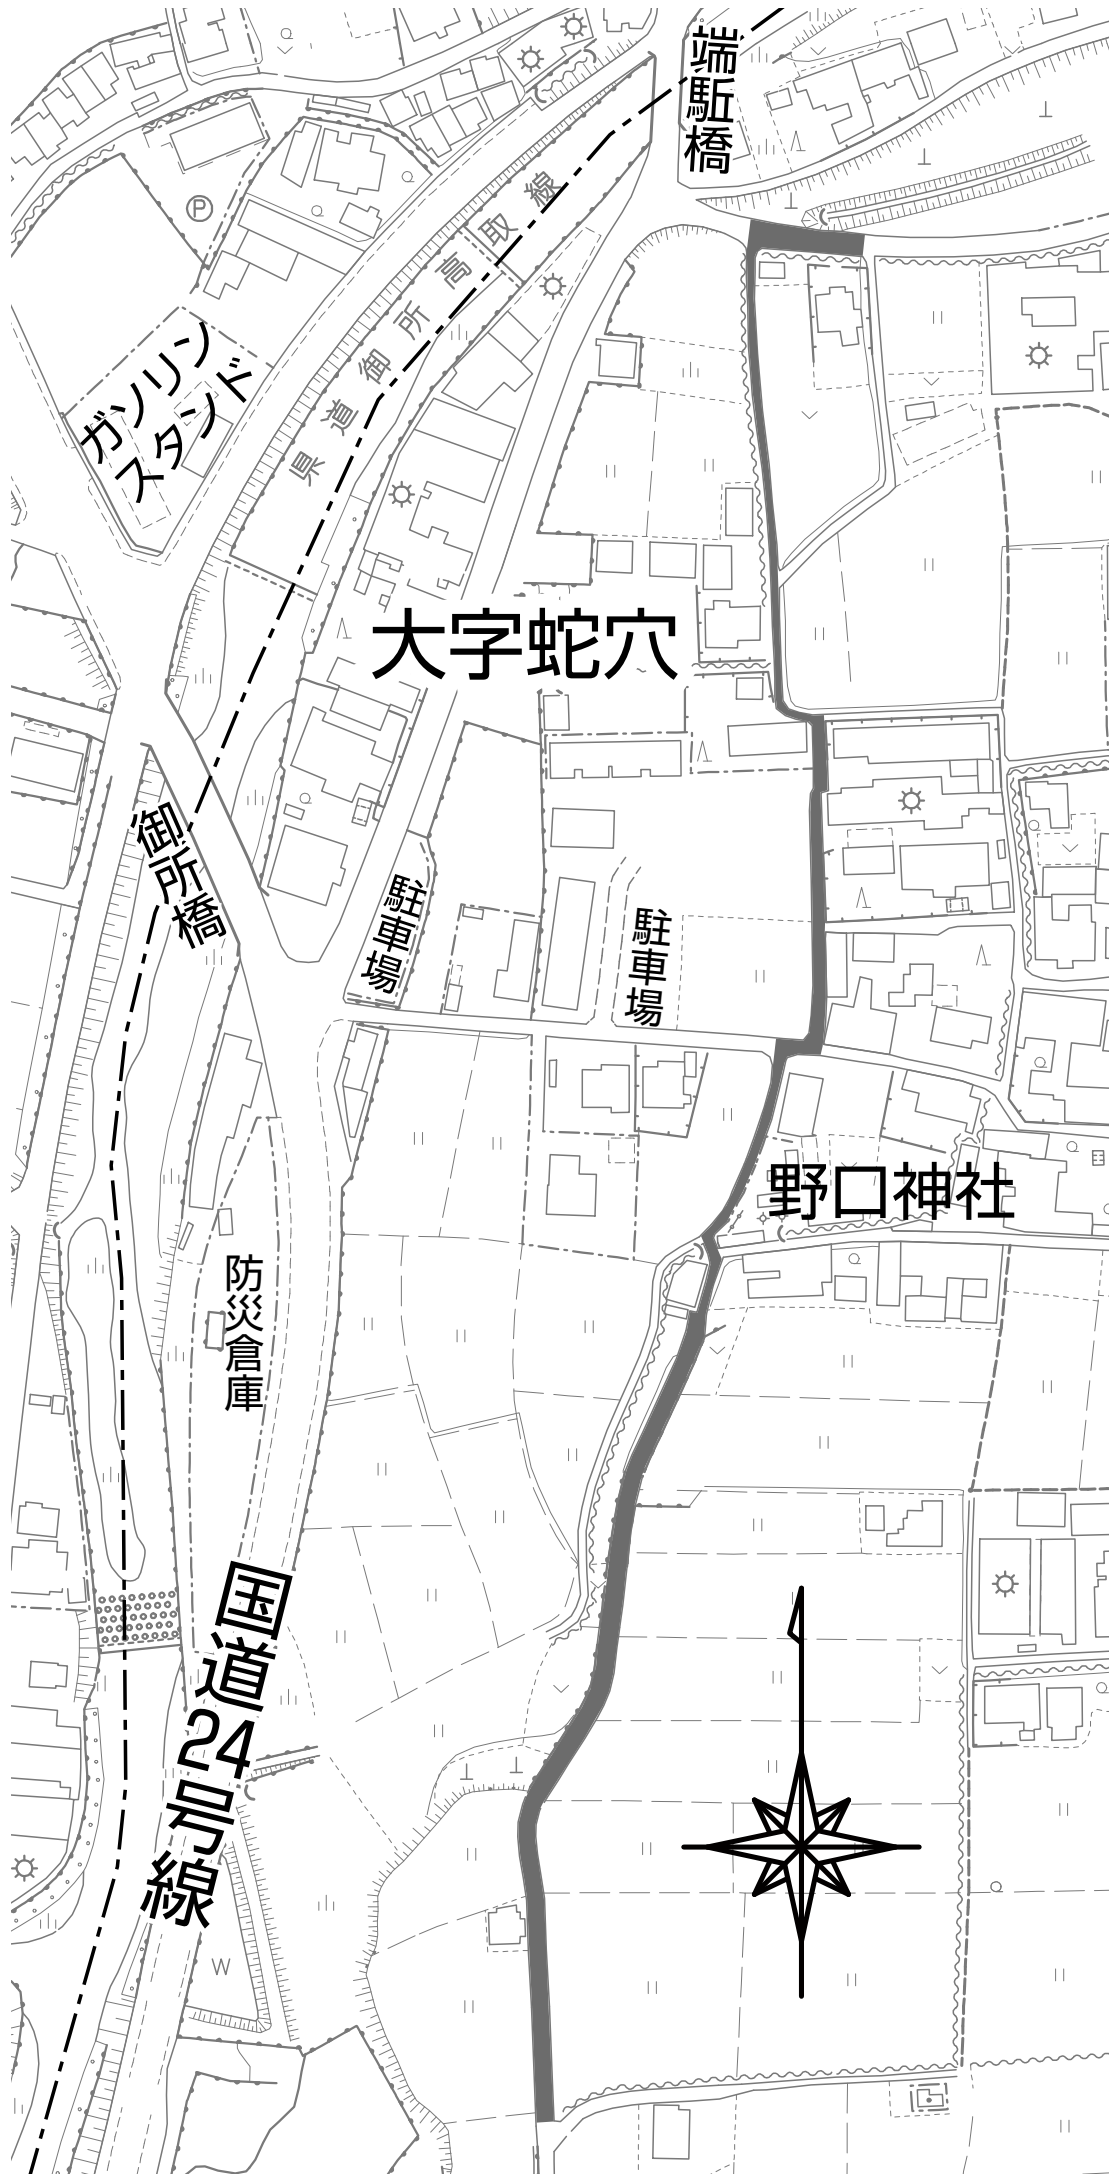 端駈橋
P
県道御所高取線
ガソリン
スタンド
大字蛇穴
御所橋
駐車場
駐車場
野口神社
防災倉庫
国道24号線
W